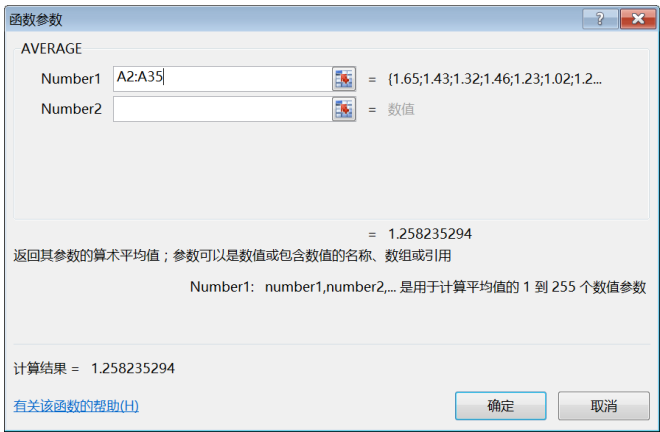 函数参数
AVERAGE
Number1 A2:A35 = {1.65;1.43;1.32;1.46;1.23;1.02;1.2...
Number2 = 数值
= 1.258235294
返回其参数的算术平均值；参数可以是数值或包含数值的名称、数组或引用
Number1: number1,number2,... 是用于计算平均值的 1 到 255 个数值参数
计算结果 = 1.258235294
有关该函数的帮助(H)
确定 取消